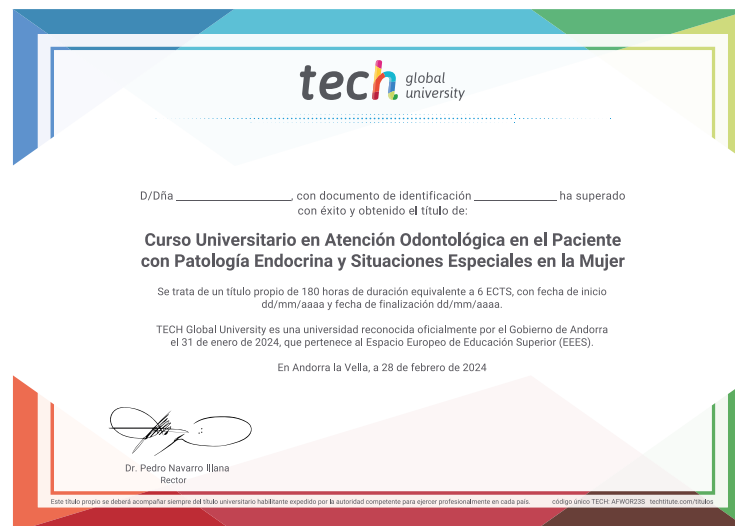 tech global university
D/Dña ____________________, con documento de identificación ______________ ha superado
con éxito y obtenido el título de:
Curso Universitario en Atención Odontológica en el Paciente
con Patología Endocrina y Situaciones Especiales en la Mujer
Se trata de un título propio de 180 horas de duración equivalente a 6 ECTS, con fecha de inicio
dd/mm/aaaa y fecha de finalización dd/mm/aaaa.
TECH Global University es una universidad reconocida oficialmente por el Gobierno de Andorra
el 31 de enero de 2024, que pertenece al Espacio Europeo de Educación Superior (EEES).
En Andorra la Vella, a 28 de febrero de 2024
Dr. Pedro Navarro Illana
Rector
Este título propio se deberá acompañar siempre del título universitario habilitante expedido por la autoridad competente para ejercer profesionalmente en cada país. código único TECH: AFWOR23S techtitute.com/titulos